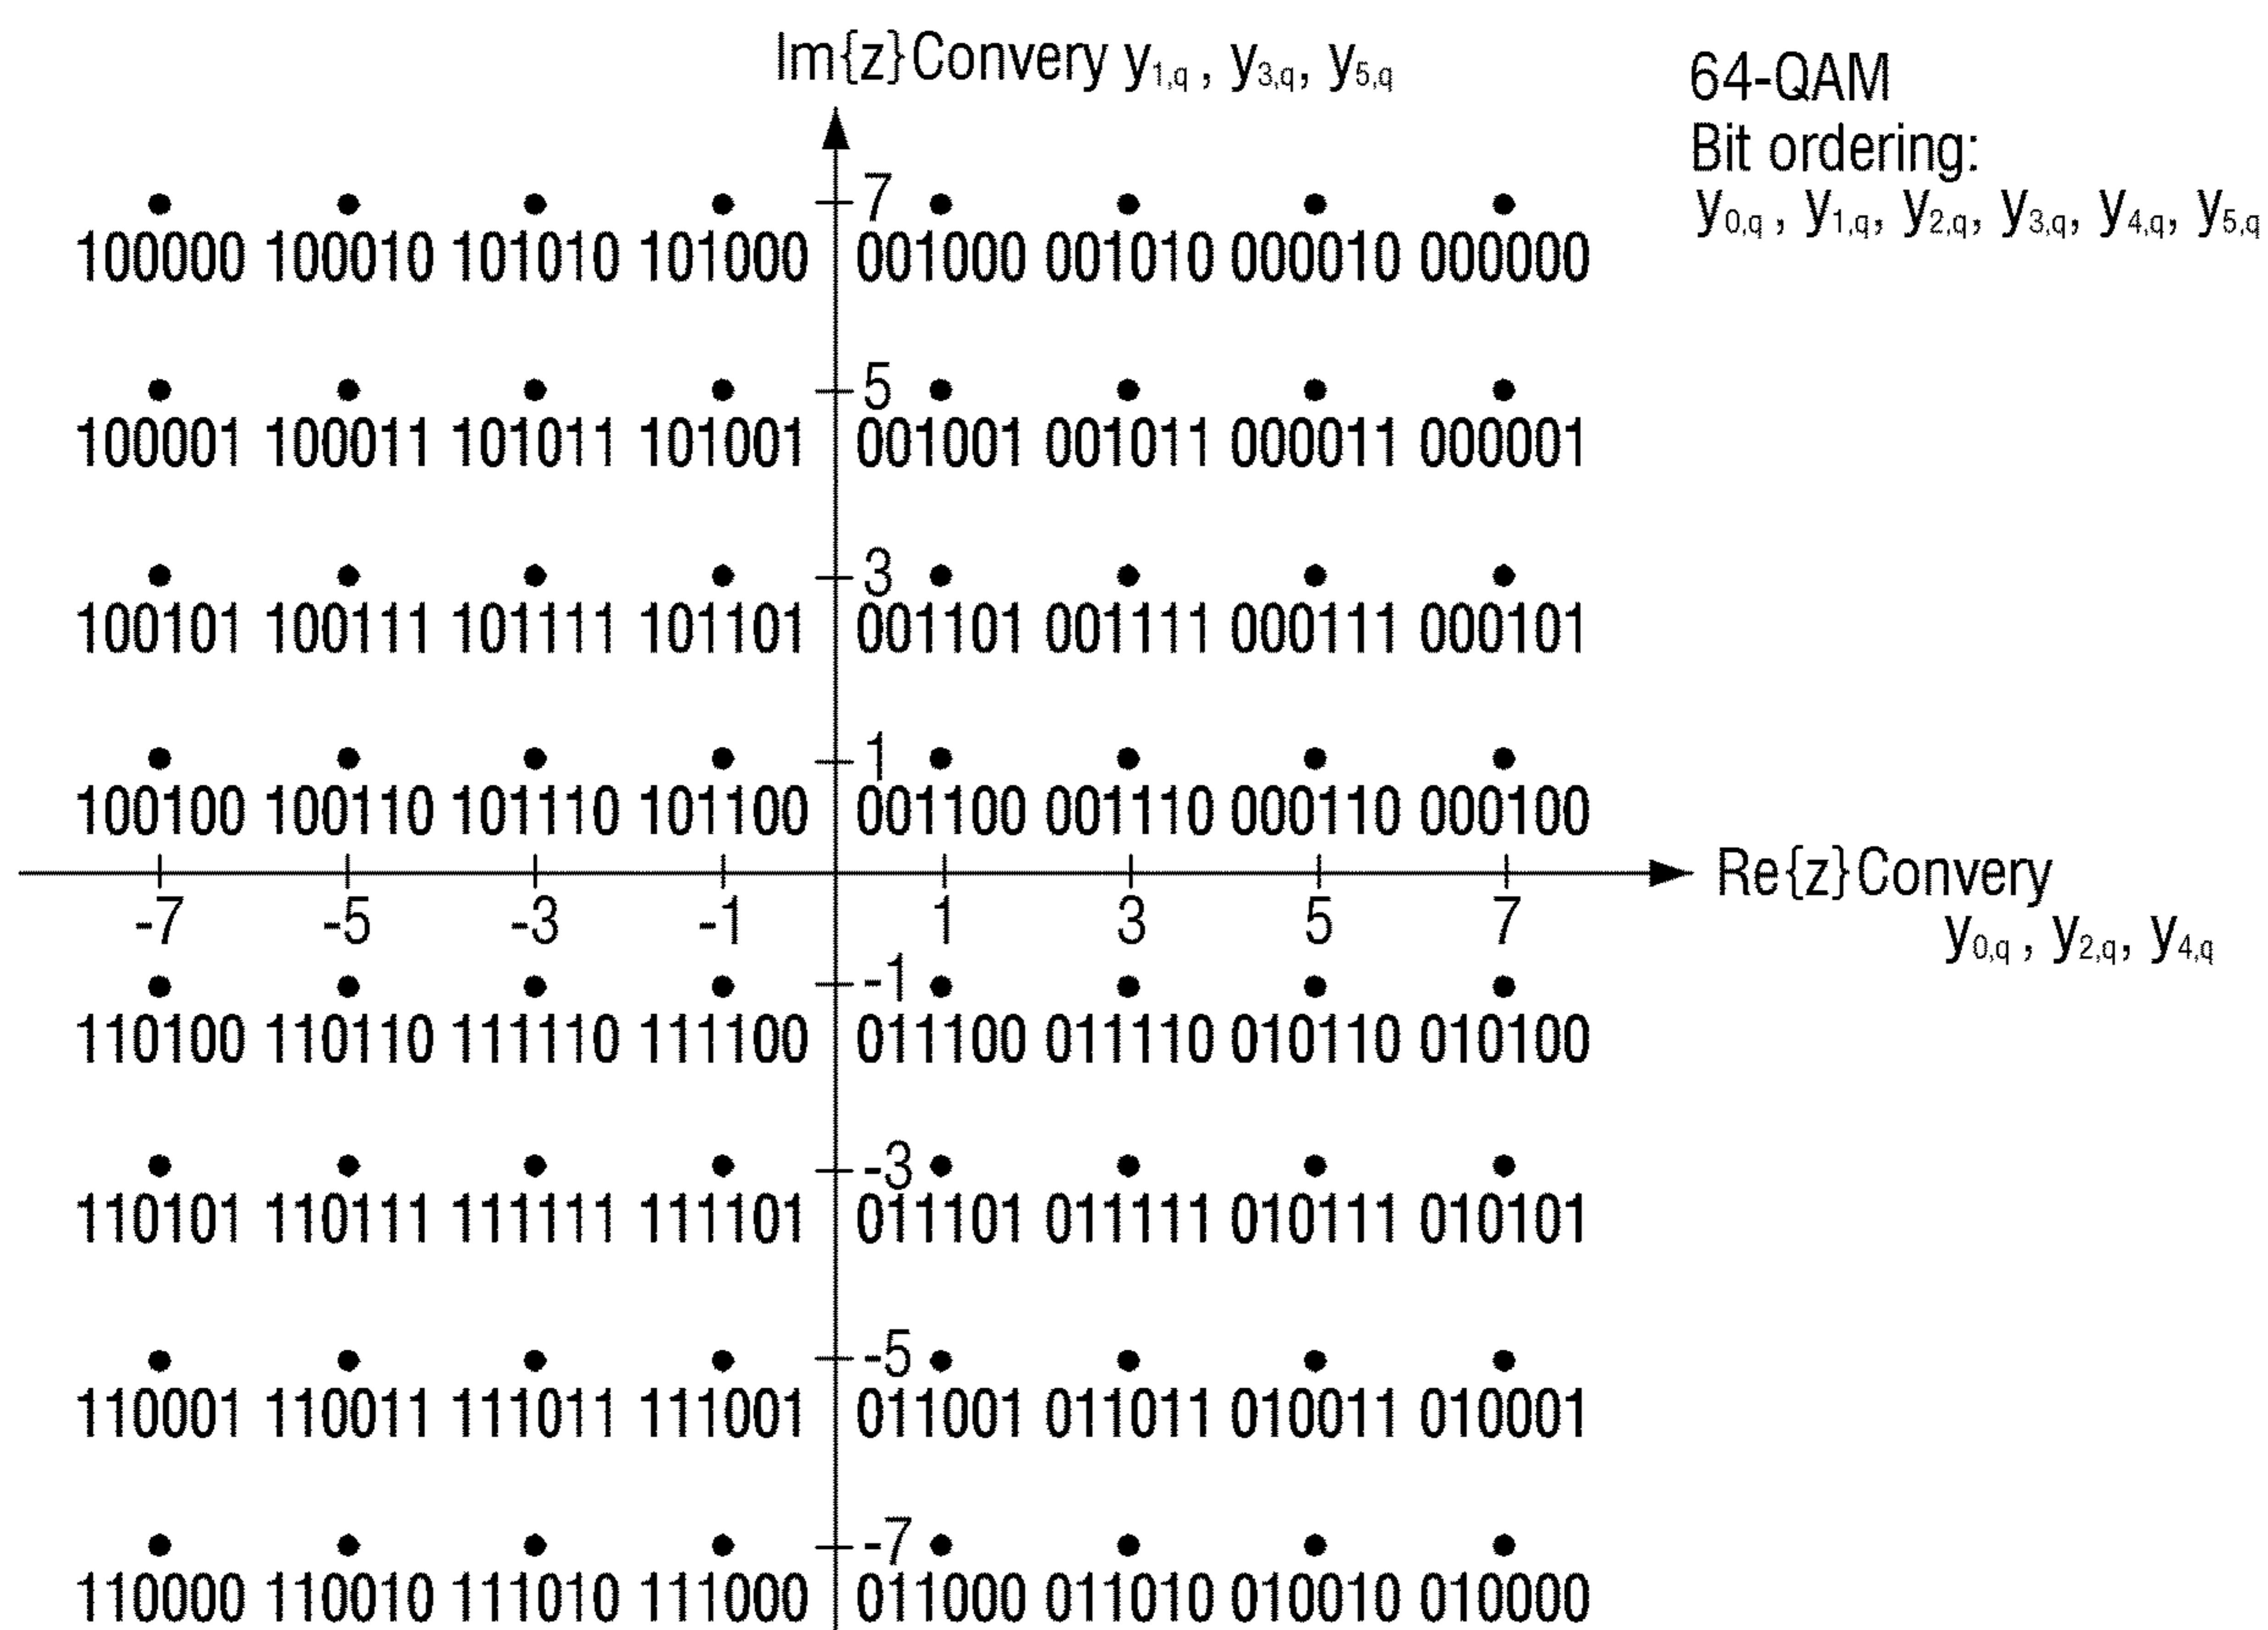 Im{z}Convery y1,q , y3,q, y5,q
64-QAM
Bit ordering:
y0,q , y1,q, y2,q, y3,q, y4,q, y5,q
7
100000 100010 101010 101000 001000 001010 000010 000000
5
100001 100011 101011 101001 001001 001011 000011 000001
3
100101 100111 101111 101101 001101 001111 000111 000101
1
100100 100110 101110 101100 001100 001110 000110 000100
Re{z}Convery
y0,q , y2,q, y4,q
-7 -5 -3 -1 1 3 5 7
-1
110100 110110 111110 111100 011100 011110 010110 010100
-3
110101 110111 111111 111101 011101 011111 010111 010101
-5
110001 110011 111011 111001 011001 011011 010011 010001
-7
110000 110010 111010 111000 011000 011010 010010 010000